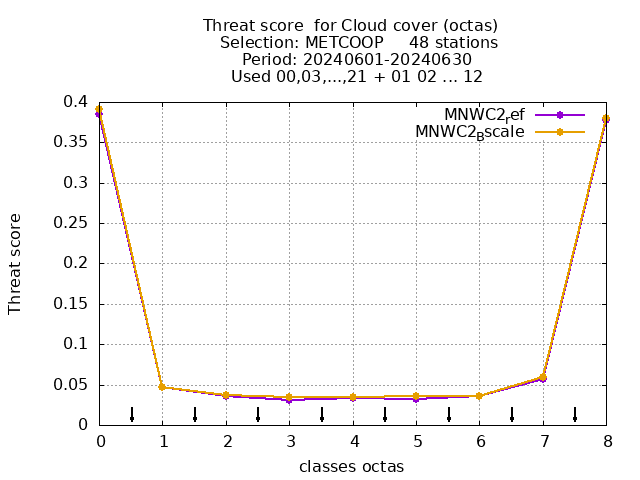 Threat score  for Cloud cover (octas)
Selection: METCOOP     48 stations
Period: 20240601-20240630
Used 00,03,...,21 + 01 02 ... 12
MNWC2ref
MNWC2Bscale
0.4
0.35
0.3
0.25
0.2
0.15
0.1
0.05
0
Threat score
0 1 2 3 4 5 6 7 8
classes octas